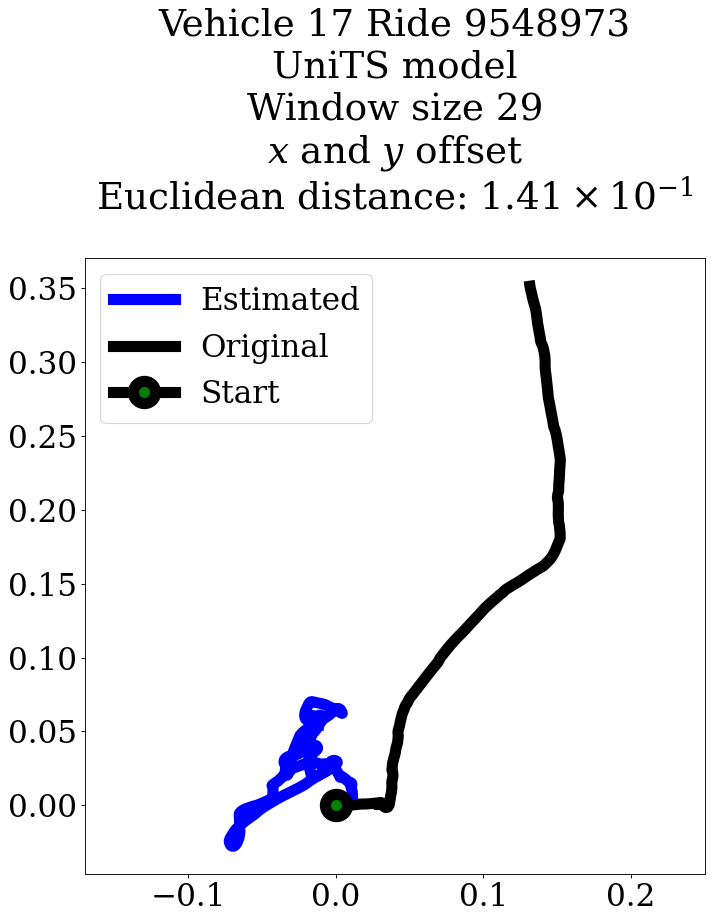 Vehicle 17 Ride 9548973
UniTS model
Window size 29
x and y offset
Euclidean distance: 1.41 × 10⁻¹
Estimated
Original
Start
0.35
0.30
0.25
0.20
0.15
0.10
0.05
0.00
−0.1 0.0 0.1 0.2